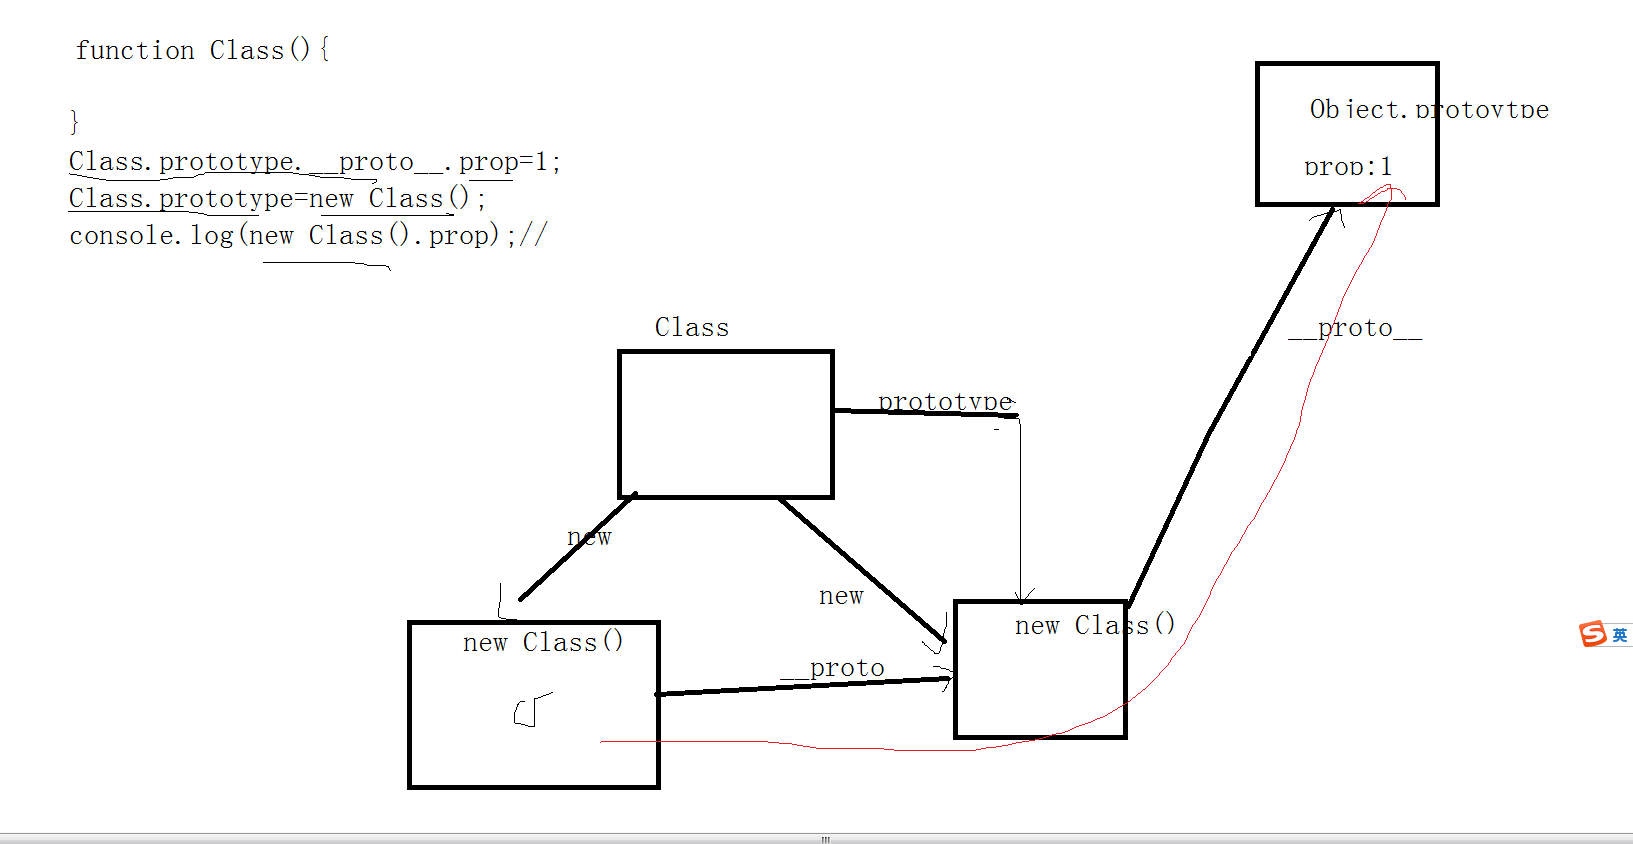 function Class(){
}
Class.prototype.__proto__.prop=1;
Class.prototype=new Class();
console.log(new Class().prop);//
Object.protoytpe
prop:1
__proto__
Class
prototype
new
new
new Class()
new Class()
__proto
英